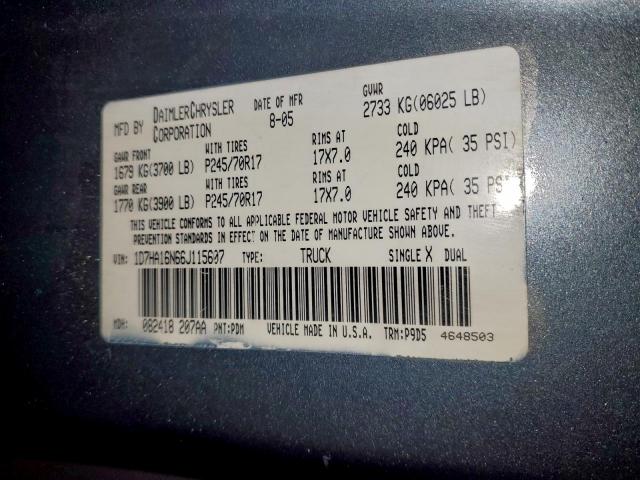 MFD BY DAIMLERCHRYSLER CORPORATION DATE OF MFR 8-05 GVWR 2733 KG(06025 LB)
GAWR FRONT WITH TIRES RIMS AT COLD
1679 KG(3700 LB) P245/70R17 17X7.0 240 KPA( 35 PSI)
GAWR REAR WITH TIRES RIMS AT COLD
1770 KG(3900 LB) P245/70R17 17X7.0 240 KPA( 35 PSI
THIS VEHICLE CONFORMS TO ALL APPLICABLE FEDERAL MOTOR VEHICLE SAFETY AND THEFT
PREVENTION STANDARDS IN EFFECT ON THE DATE OF MANUFACTURE SHOWN ABOVE.
VIN: 1D7HA16N66J115607 TYPE: TRUCK SINGLE X DUAL
MDH: 082418 207AA PNT:PDM VEHICLE MADE IN U.S.A. TRM:P9D5 4648503